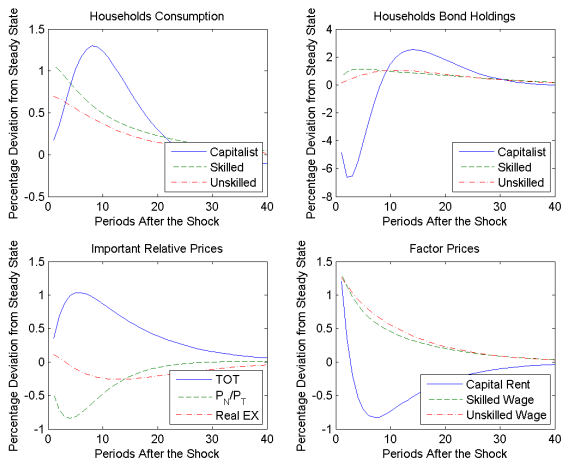 Households Consumption
Percentage Deviation from Steady State
1.5
1
0.5
0
-0.5
0 10 20 30 40
Periods After the Shock
Capitalist
Skilled
Unskilled
Households Bond Holdings
Percentage Deviation from Steady State
4
2
0
-2
-4
-6
-8
0 10 20 30 40
Periods After the Shock
Capitalist
Skilled
Unskilled
Important Relative Prices
Percentage Deviation from Steady State
1.5
1
0.5
0
-0.5
-1
0 10 20 30 40
Periods After the Shock
TOT
P_N/P_T
Real EX
Factor Prices
Percentage Deviation from Steady State
1.5
1
0.5
0
-0.5
-1
0 10 20 30 40
Periods After the Shock
Capital Rent
Skilled Wage
Unskilled Wage